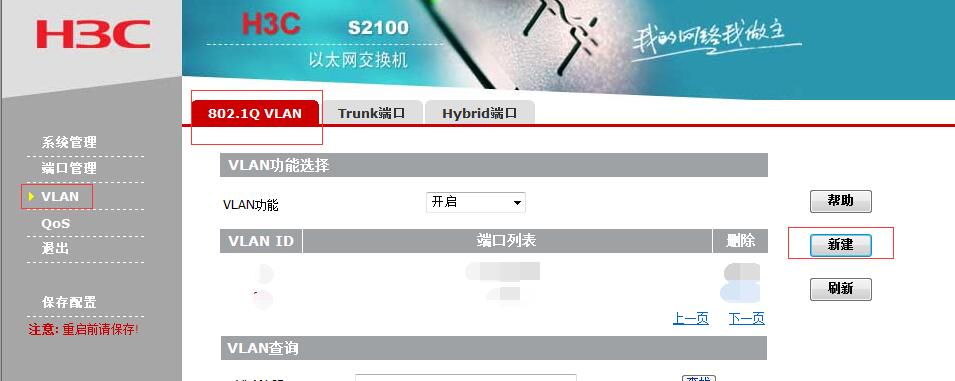 H3C
H3C S2100
以太网交换机
我的网络我做主
802.1Q VLAN
Trunk端口
Hybrid端口
系统管理
端口管理
VLAN
QoS
退出
保存配置
注意: 重启前请保存!
VLAN功能选择
VLAN功能
开启
VLAN ID
端口列表
删除
上一页
下一页
VLAN查询
帮助
新建
刷新